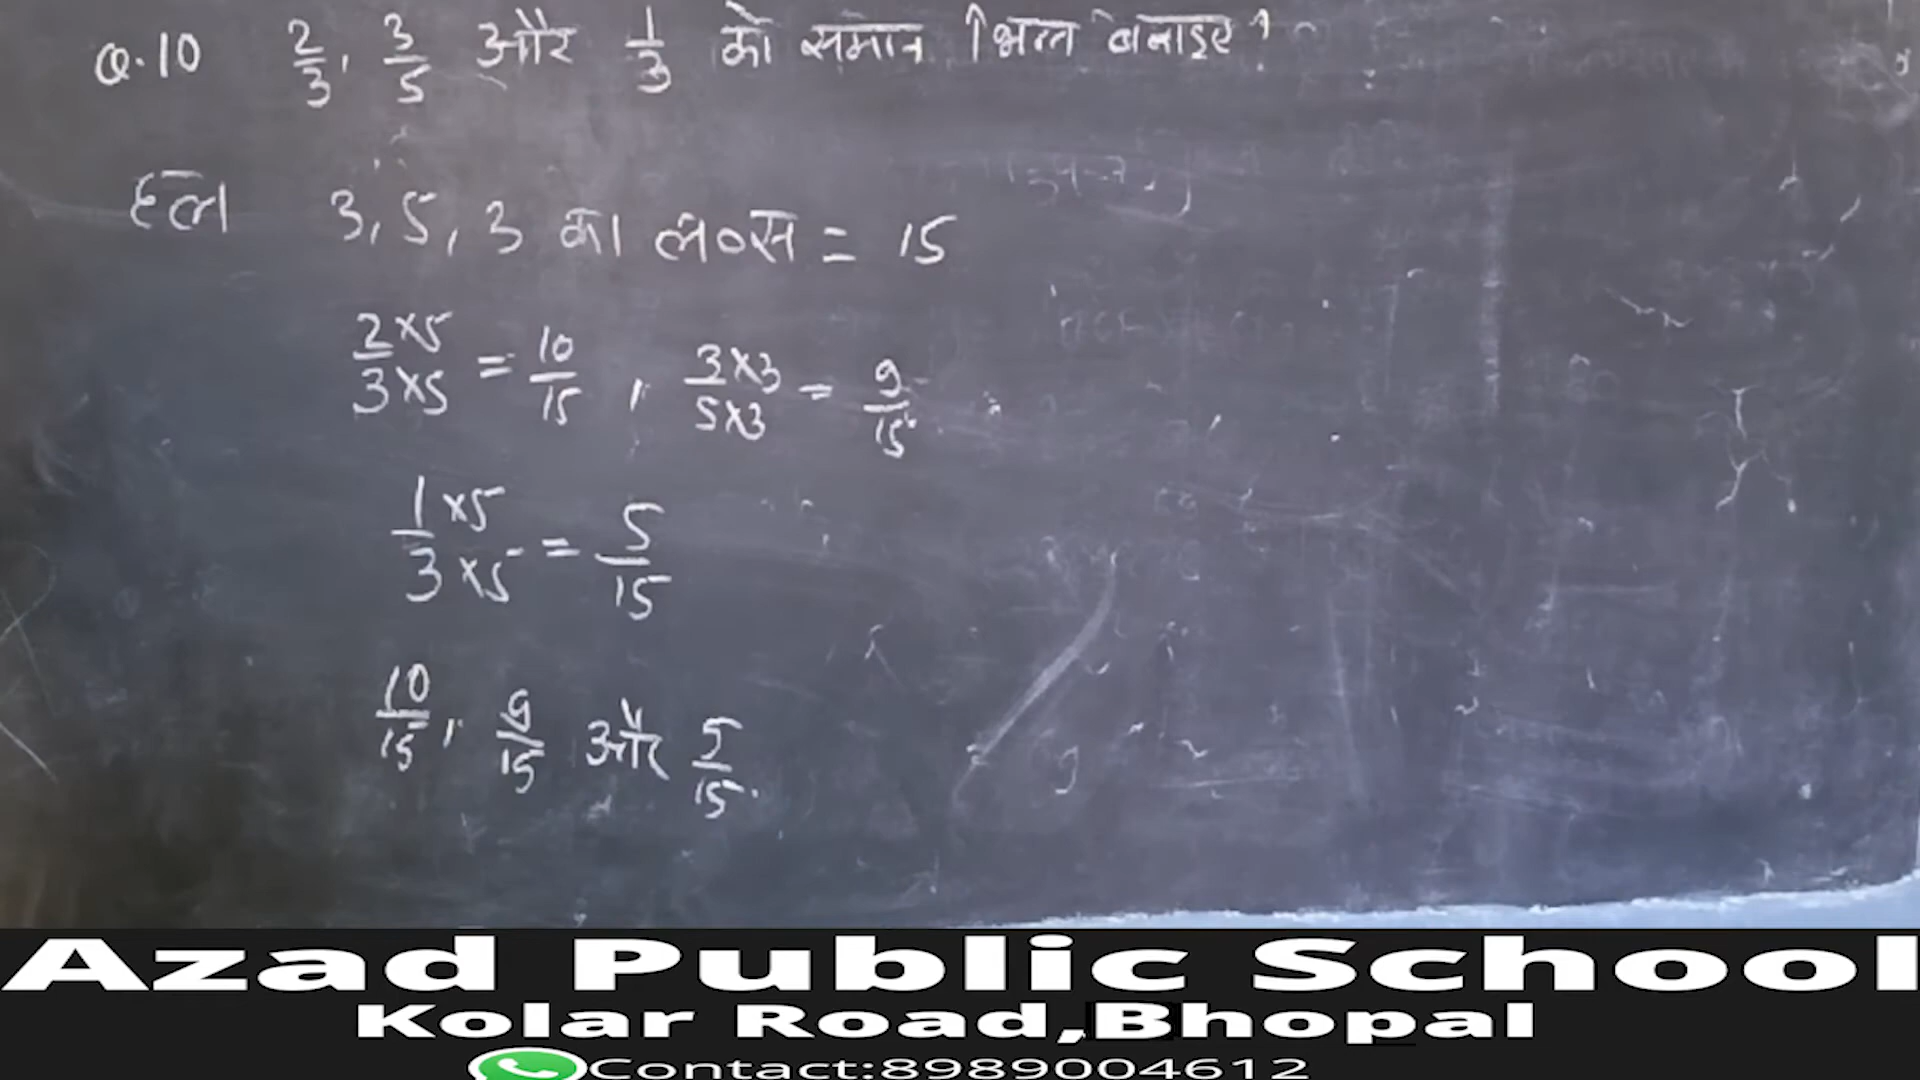 Q.10 2/3, 3/5 और 1/3 को समान भिन्न बनाइए?
हल 3, 5, 3 का ल०स = 15
2×5/3×5 = 10/15, 3×3/5×3 = 9/15
1×5/3×5 = 5/15
10/15, 9/15 और 5/15.
Azad Public School
Kolar Road,Bhopal
Contact:8989004612